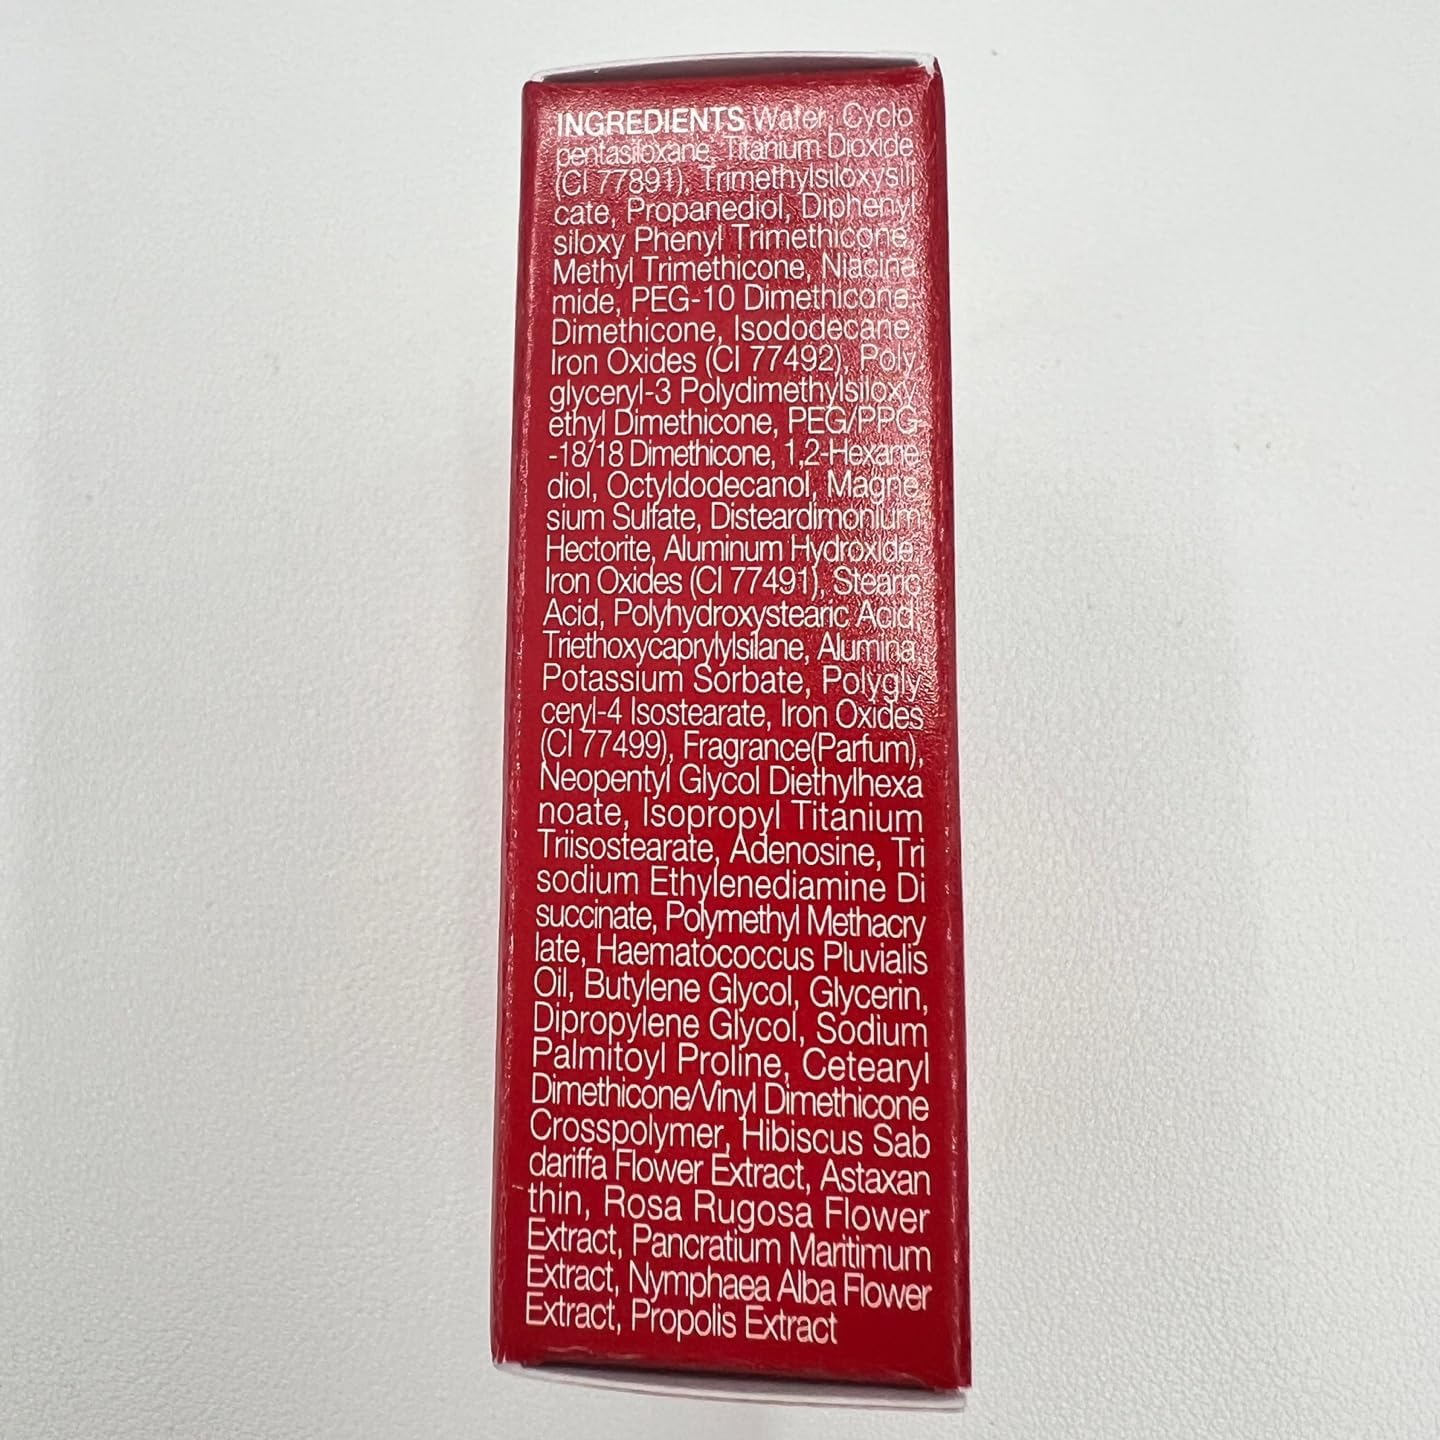 INGREDIENTS Water, Cyclo
pentasiloxane, Titanium Dioxide
(CI 77891), Trimethylsiloxysili
cate, Propanediol, Diphenyl
siloxy Phenyl Trimethicone,
Methyl Trimethicone, Niacina
mide, PEG-10 Dimethicone,
Dimethicone, Isododecane,
Iron Oxides (CI 77492), Poly
glyceryl-3 Polydimethylsiloxy
ethyl Dimethicone, PEG/PPG-
-18/18 Dimethicone, 1,2-Hexane
diol, Octyldodecanol, Magne
sium Sulfate, Disteardimonium
Hectorite, Aluminum Hydroxide,
Iron Oxides (CI 77491), Stearic
Acid, Polyhydroxystearic Acid,
Triethoxycaprylylsilane, Alumina,
Potassium Sorbate, Polygly
ceryl-4 Isostearate, Iron Oxides
(CI 77499), Fragrance(Parfum),
Neopentyl Glycol Diethylhexa
noate, Isopropyl Titanium
Triisostearate, Adenosine, Tri
sodium Ethylenediamine Di
succinate, Polymethyl Methacry
late, Haematococcus Pluvialis
Oil, Butylene Glycol, Glycerin,
Dipropylene Glycol, Sodium
Palmitoyl Proline, Cetearyl
Dimethicone/Vinyl Dimethicone
Crosspolymer, Hibiscus Sab
dariffa Flower Extract, Astaxan
thin, Rosa Rugosa Flower
Extract, Pancratium Maritimum
Extract, Nymphaea Alba Flower
Extract, Propolis Extract